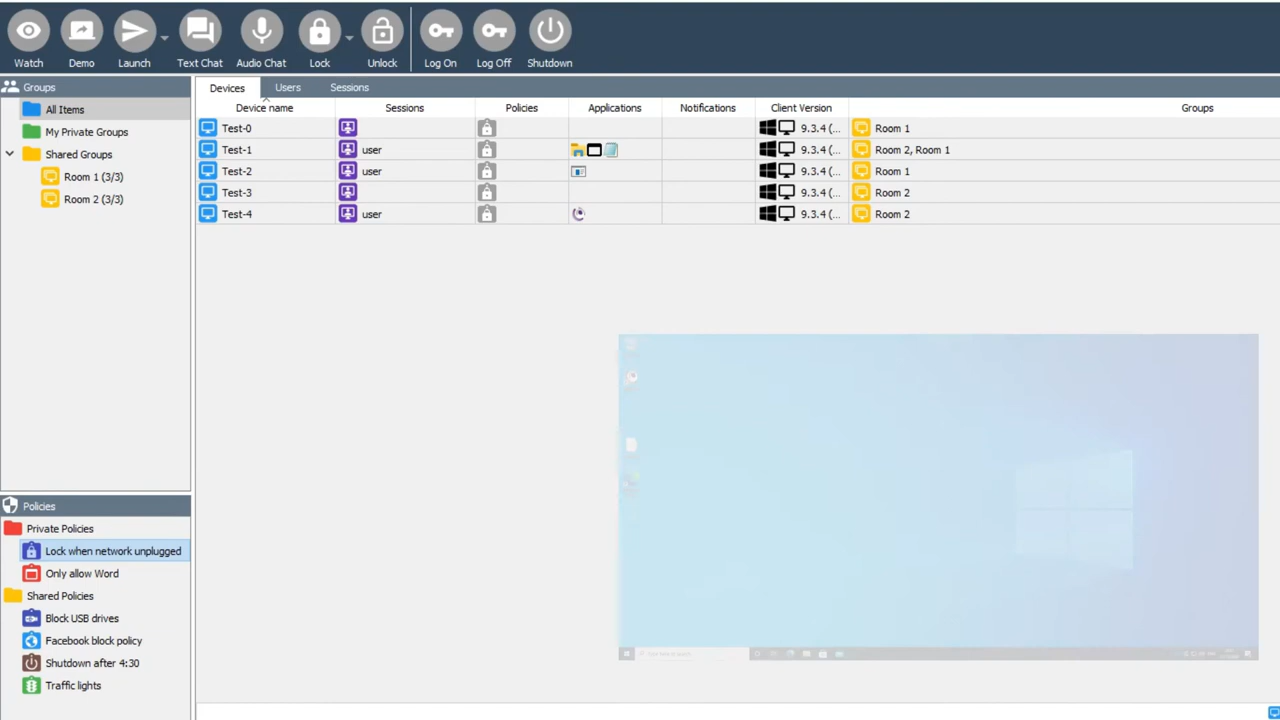 Watch Demo Launch Text Chat Audio Chat Lock Unlock Log On Log Off Shutdown
Groups
All Items
My Private Groups
Shared Groups
Room 1 (3/3)
Room 2 (3/3)
Policies
Private Policies
Lock when network unplugged
Only allow Word
Shared Policies
Block USB drives
Facebook block policy
Shutdown after 4:30
Traffic lights
Devices Users Sessions
Device name Sessions Policies Applications Notifications Client Version Groups
Test-0 9.3.4 (... Room 1
Test-1 user 9.3.4 (... Room 2, Room 1
Test-2 user 9.3.4 (... Room 1
Test-3 9.3.4 (... Room 2
Test-4 user 9.3.4 (... Room 2